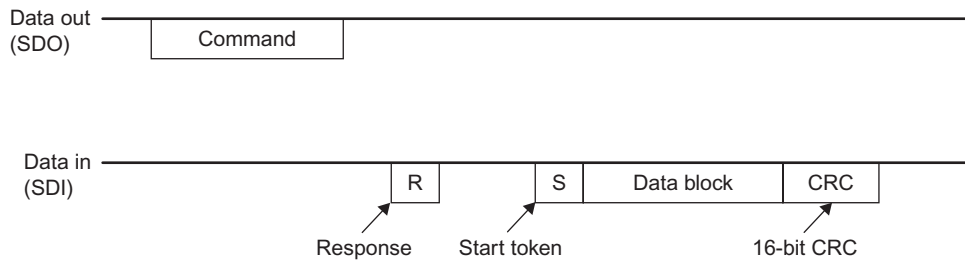 Data out
(SDO)
Command
Data in
(SDI)
R
S
Data block
CRC
Response
Start token
16-bit CRC